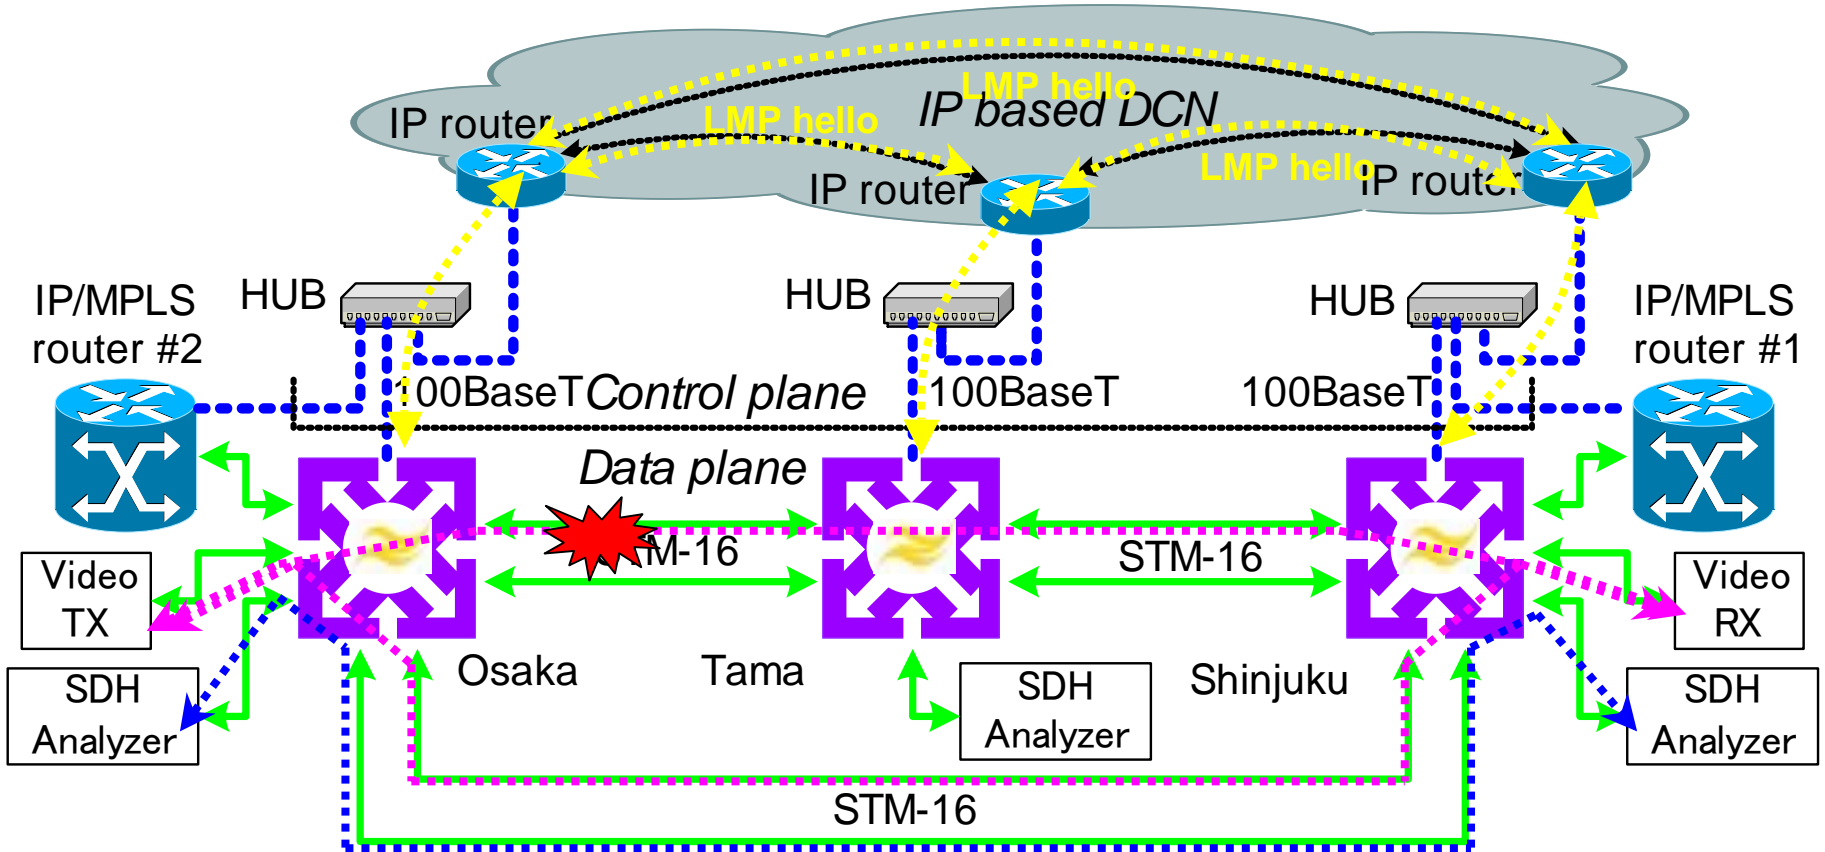 LMP hello
IP based DCN
IP router
LMP hello
LMP hello
IP router
IP router
HUB
HUB
HUB
IP/MPLS
router #2
IP/MPLS
router #1
100BaseT
Control plane
100BaseT
100BaseT
Data plane
M-16
STM-16
Video
TX
Video
RX
Osaka
Tama
Shinjuku
SDH
Analyzer
SDH
Analyzer
SDH
Analyzer
STM-16